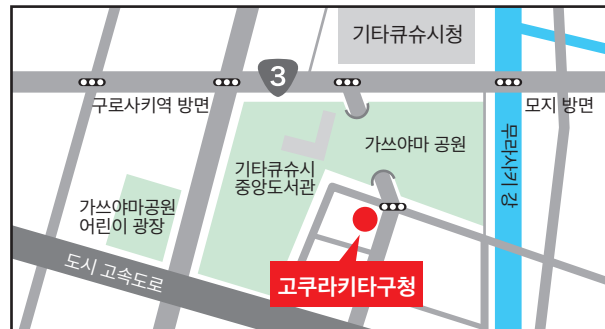 기타큐슈시청
3
구로사키역 방면
모지 방면
무라사키 강
가쓰야마 공원
기타큐슈시
중앙도서관
가쓰야마공원
어린이 광장
도시 고속도로
고쿠라키타구청